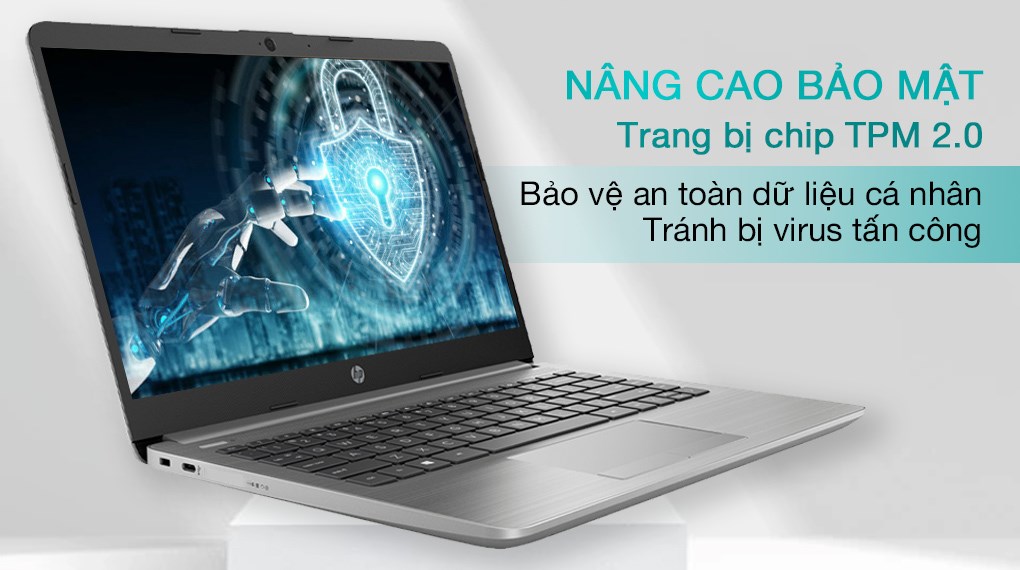 NÂNG CAO BẢO MẬT
Trang bị chip TPM 2.0
Bảo vệ an toàn dữ liệu cá nhân
Tránh bị virus tấn công
hp